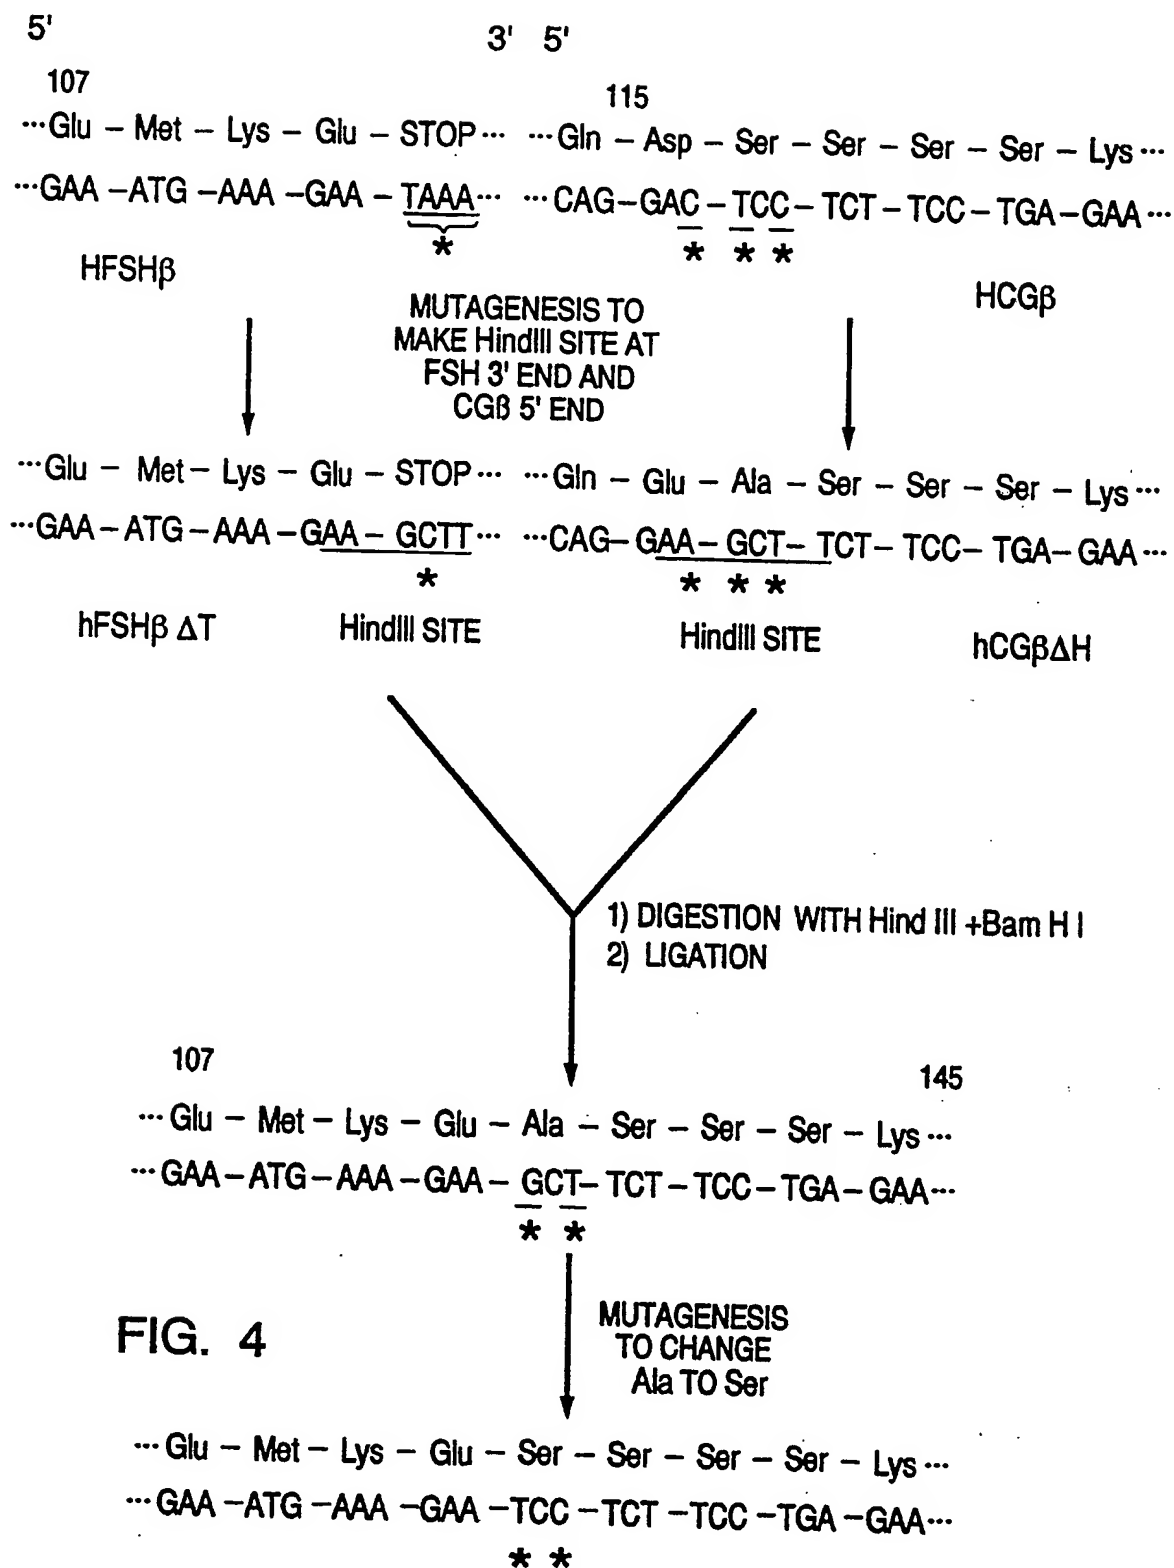 5'
3' 5'
107
115
···Glu – Met – Lys – Glu – STOP··· ···Gln – Asp – Ser – Ser – Ser – Ser – Lys···
···GAA –ATG –AAA –GAA – TAAA··· ···CAG–GAC – TCC– TCT – TCC – TGA – GAA···
* * * *
HFSHβ
HCGβ
MUTAGENESIS TO
MAKE HindIII SITE AT
FSH 3' END AND
CGβ 5' END
···Glu – Met – Lys – Glu – STOP··· ···Gln – Glu – Ala – Ser – Ser – Ser – Lys···
···GAA – ATG – AAA – GAA – GCTT··· ···CAG– GAA– GCT– TCT– TCC– TGA– GAA···
* * * *
hFSHβ ΔT HindIII SITE HindIII SITE hCGβΔH
1) DIGESTION WITH Hind III +Bam H I
2) LIGATION
107
145
··· Glu – Met – Lys – Glu – Ala – Ser – Ser – Ser – Lys ···
··· GAA –ATG –AAA –GAA – GCT– TCT –TCC –TGA – GAA···
* *
MUTAGENESIS
TO CHANGE
Ala TO Ser
FIG. 4
··· Glu – Met – Lys – Glu – Ser – Ser – Ser – Ser – Lys ···
··· GAA –ATG –AAA –GAA –TCC –TCT –TCC –TGA –GAA···
* *